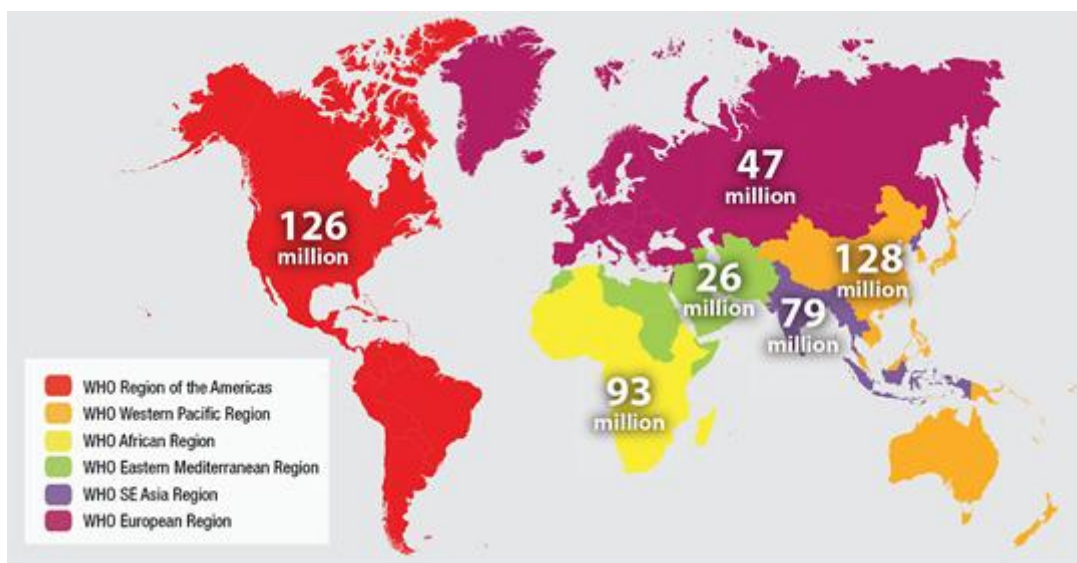 126
million
47
million
26
million
128
million
79
million
93
million
WHO Region of the Americas
WHO Western Pacific Region
WHO African Region
WHO Eastern Mediterranean Region
WHO SE Asia Region
WHO European Region